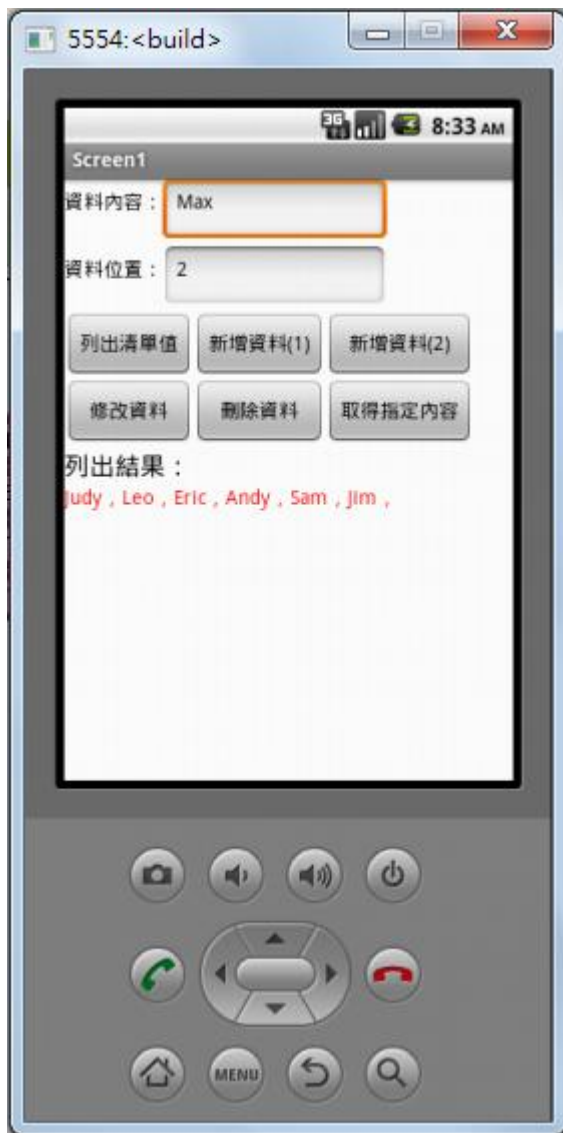 5554:<build>
3G
8:33 AM
Screen1
資料內容： Max
資料位置： 2
列出清單值 新增資料(1) 新增資料(2)
修改資料 刪除資料 取得指定內容
列出結果：
Judy , Leo , Eric , Andy , Sam , Jim ,
MENU